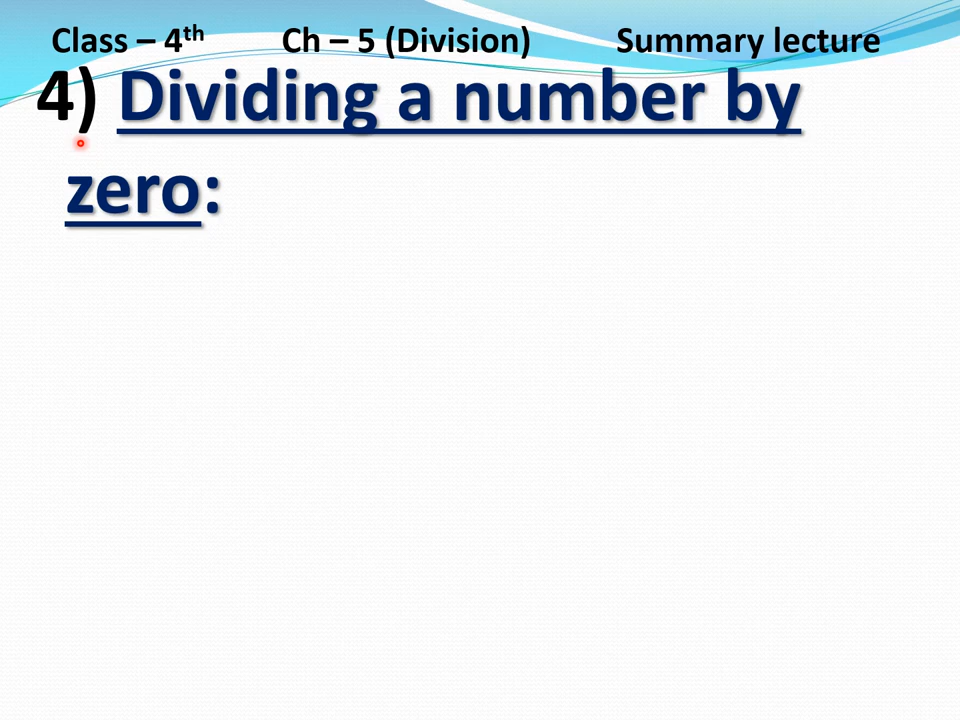 Class – 4th Ch – 5 (Division) Summary lecture
4) Dividing a number by
zero: